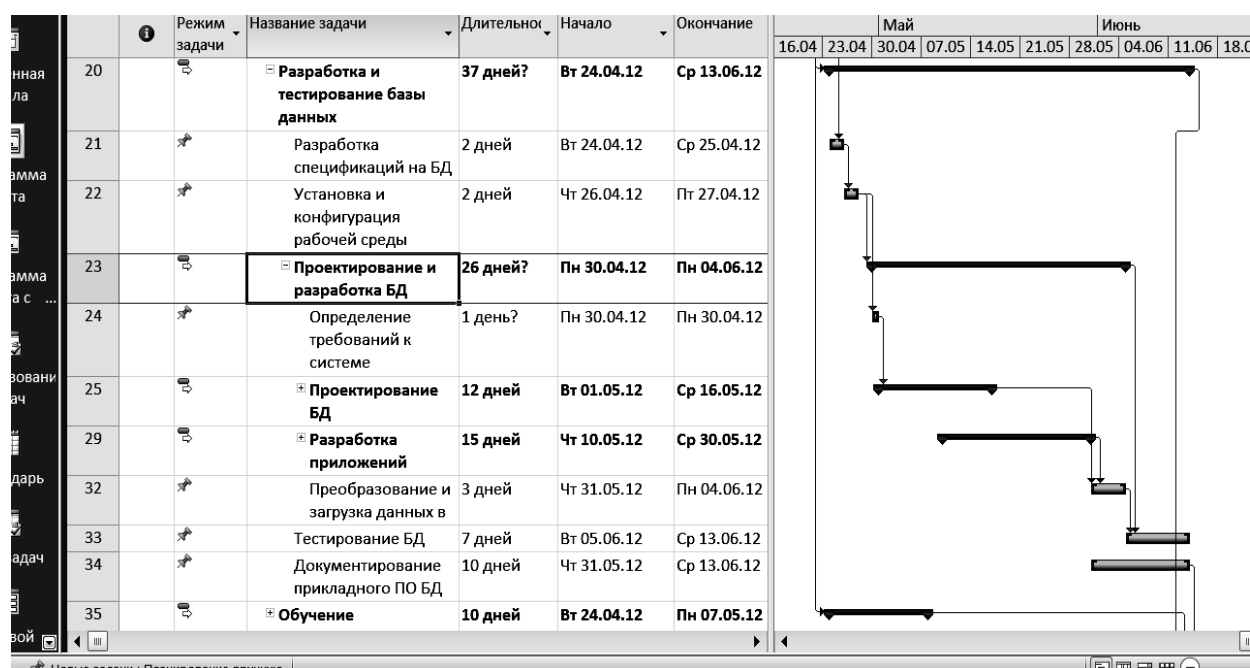 Режим задачи Название задачи Длительнос Начало Окончание
Май Июнь
16.04 23.04 30.04 07.05 14.05 21.05 28.05 04.06 11.06 18.0
20 Разработка и тестирование базы данных 37 дней? Вт 24.04.12 Ср 13.06.12
21 Разработка спецификаций на БД 2 дней Вт 24.04.12 Ср 25.04.12
22 Установка и конфигурация рабочей среды 2 дней Чт 26.04.12 Пт 27.04.12
23 Проектирование и разработка БД 26 дней? Пн 30.04.12 Пн 04.06.12
24 Определение требований к системе 1 день? Пн 30.04.12 Пн 30.04.12
25 Проектирование БД 12 дней Вт 01.05.12 Ср 16.05.12
29 Разработка приложений 15 дней Чт 10.05.12 Ср 30.05.12
32 Преобразование и загрузка данных в 3 дней Чт 31.05.12 Пн 04.06.12
33 Тестирование БД 7 дней Вт 05.06.12 Ср 13.06.12
34 Документирование прикладного ПО БД 10 дней Чт 31.05.12 Ср 13.06.12
35 Обучение 10 дней Вт 24.04.12 Пн 07.05.12